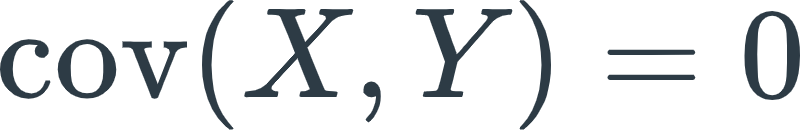 cov(X, Y) = 0